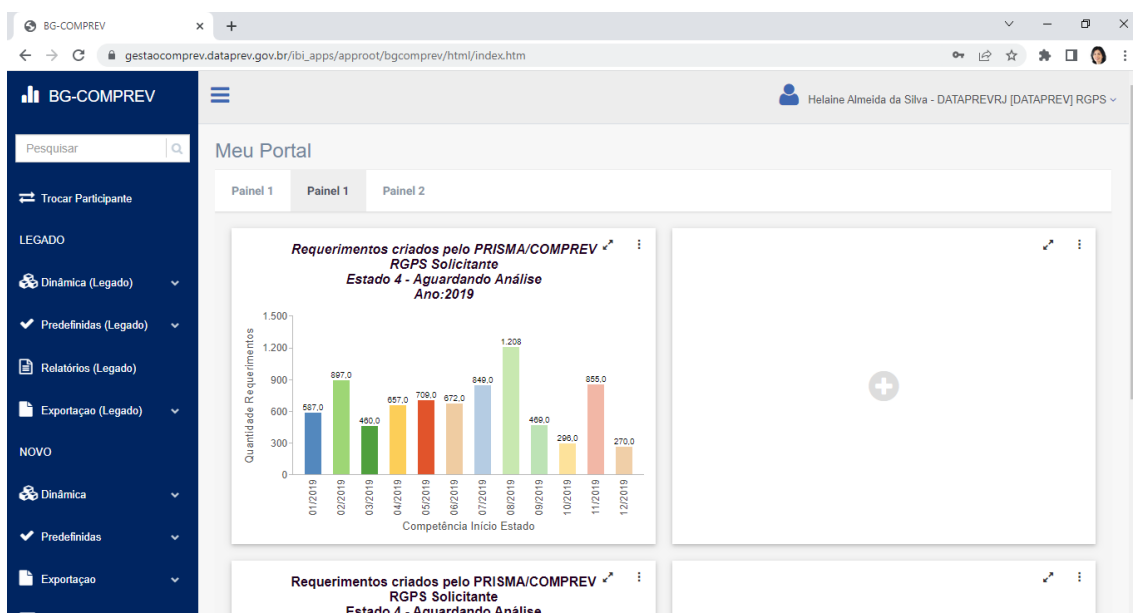 BG-COMPREV
gestaocomprev.dataprev.gov.br/ibi_apps/approot/bgcomprev/html/index.htm
BG-COMPREV
Helaine Almeida da Silva - DATAPREVRJ [DATAPREV] RGPS
Pesquisar
Trocar Participante
LEGADO
Dinâmica (Legado)
Predefinidas (Legado)
Relatórios (Legado)
Exportaçao (Legado)
NOVO
Dinâmica
Predefinidas
Exportaçao
Meu Portal
Painel 1
Painel 1
Painel 2
Requerimentos criados pelo PRISMA/COMPREV
RGPS Solicitante
Estado 4 - Aguardando Análise
Ano:2019
Quantidade Requerimentos
1.500
1.200
900
600
300
0
587,0
897,0
460,0
657,0
709,0
672,0
849,0
1.208
469,0
296,0
855,0
270,0
01/2019
02/2019
03/2019
04/2019
05/2019
06/2019
07/2019
08/2019
09/2019
10/2019
11/2019
12/2019
Competência Início Estado
Requerimentos criados pelo PRISMA/COMPREV
RGPS Solicitante
Estado 4 - Aguardando Análise